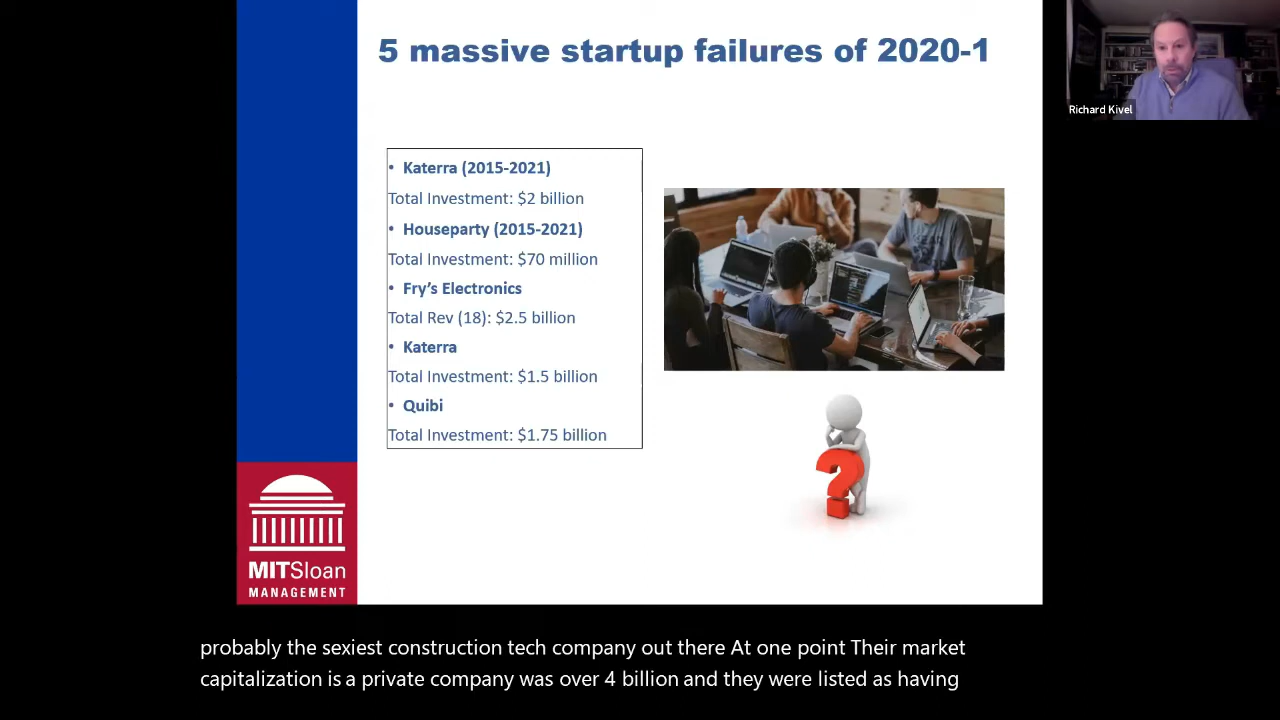 5 massive startup failures of 2020-1
Richard Kivel
• Katerra (2015-2021)
Total Investment: $2 billion
• Houseparty (2015-2021)
Total Investment: $70 million
• Fry's Electronics
Total Rev (18): $2.5 billion
• Katerra
Total Investment: $1.5 billion
• Quibi
Total Investment: $1.75 billion
?
MITSloan
MANAGEMENT
probably the sexiest construction tech company out there At one point Their market
capitalization is a private company was over 4 billion and they were listed as having